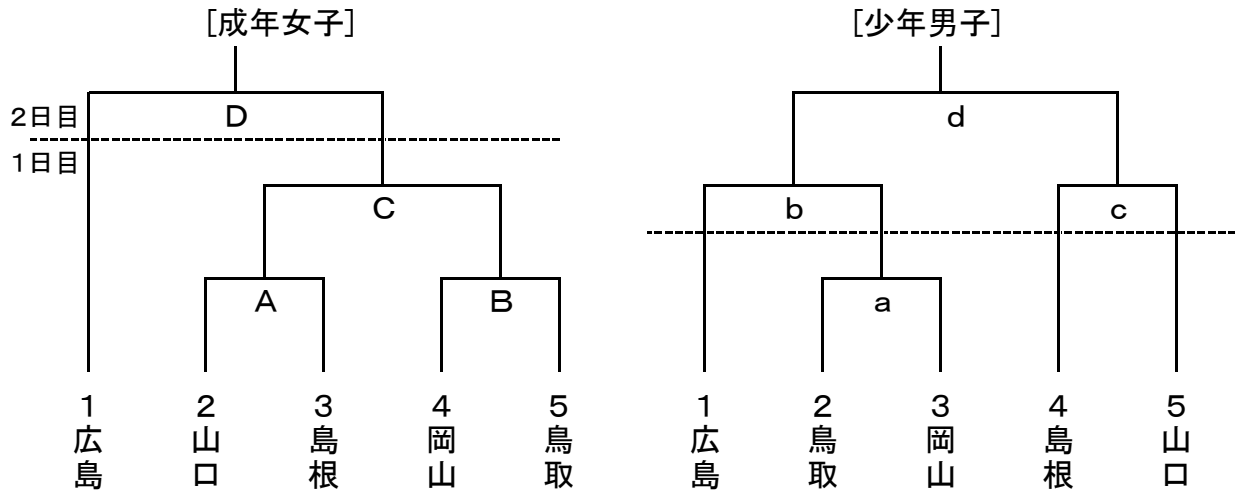 ［成年女子］
［少年男子］
2日目
1日目
D
d
C
b
c
A
B
a
1 広島
2 山口
3 島根
4 岡山
5 鳥取
1 広島
2 鳥取
3 岡山
4 島根
5 山口